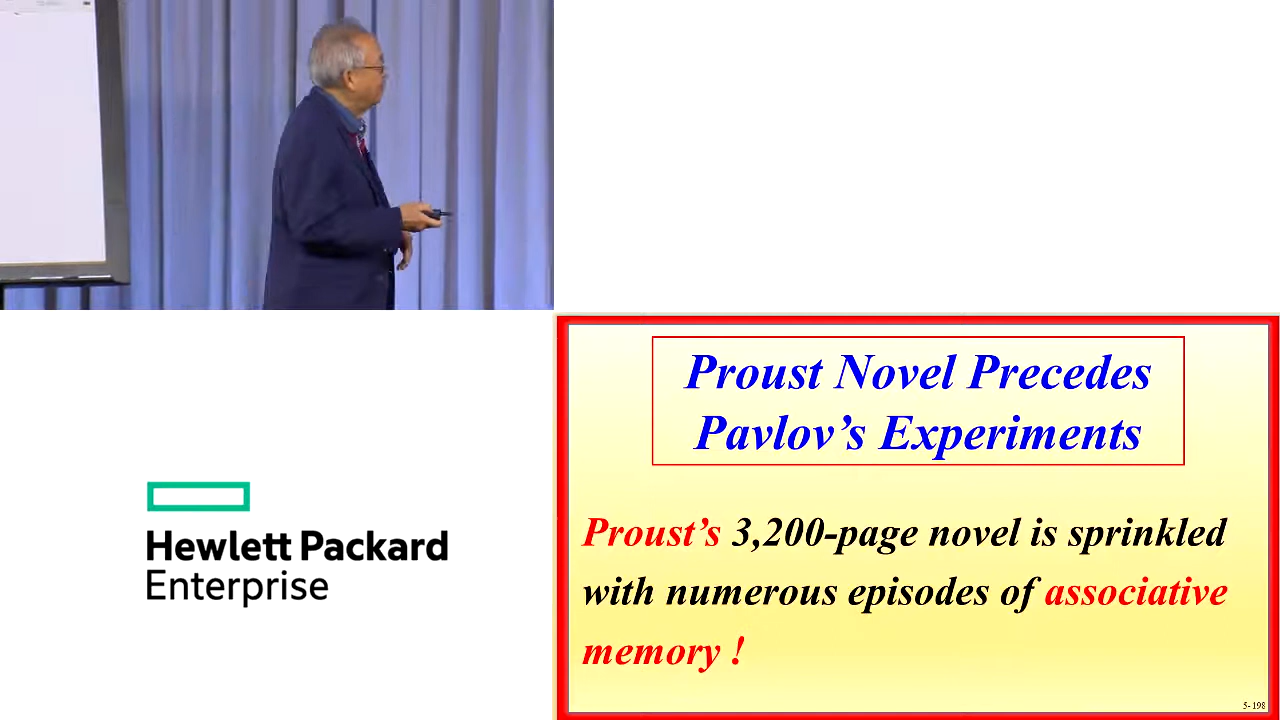 Proust Novel Precedes
Pavlov’s Experiments
Proust’s 3,200-page novel is sprinkled
with numerous episodes of associative
memory !
5-198
Hewlett Packard
Enterprise